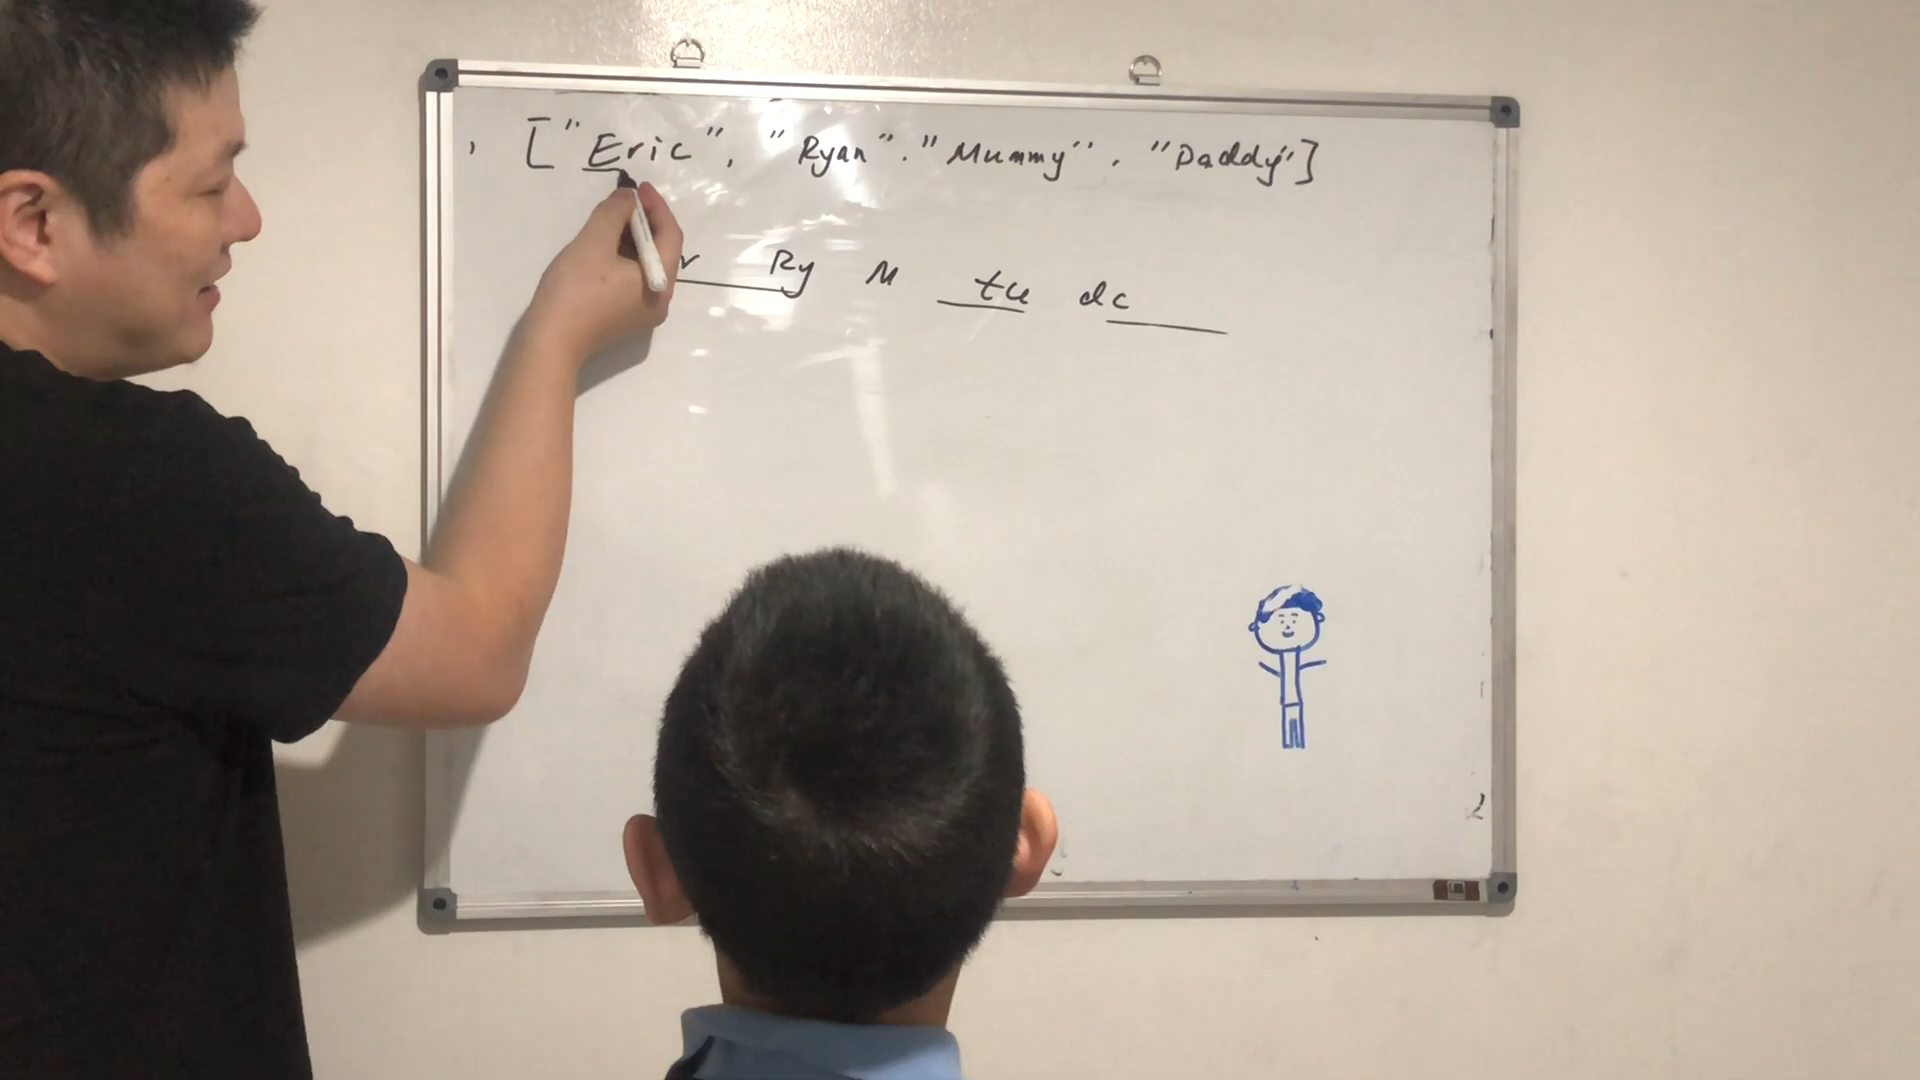 , ["Eric", "Ryan"."Mummy", "Daddy"]
r Ry M tu dc